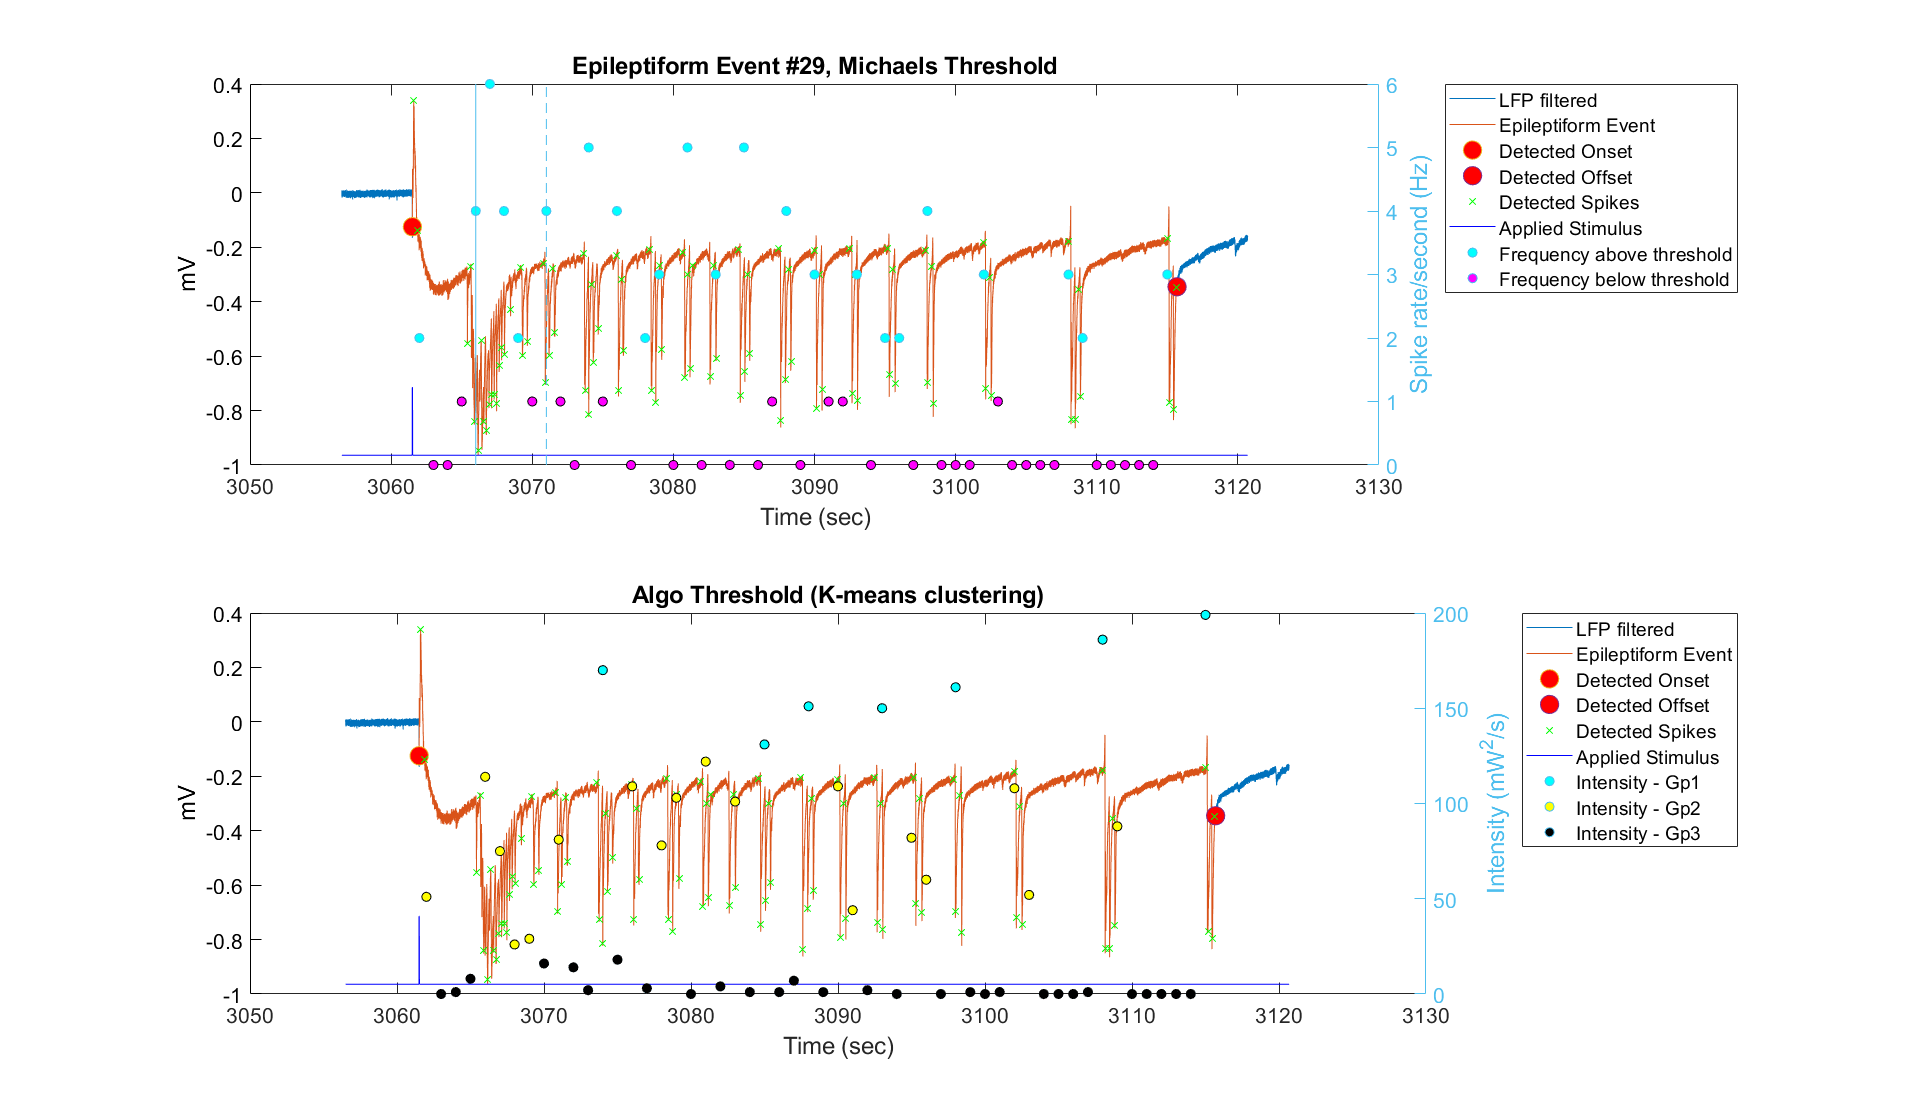 Epileptiform Event #29, Michaels Threshold
0.4
0.2
0
-0.2
-0.4
-0.6
-0.8
-1
mV
3050
3060
3070
3080
3090
3100
3110
3120
3130
Time (sec)
6
5
4
3
2
1
0
Spike rate/second (Hz)
LFP filtered
Epileptiform Event
Detected Onset
Detected Offset
Detected Spikes
Applied Stimulus
Frequency above threshold
Frequency below threshold
Algo Threshold (K-means clustering)
0.4
0.2
0
-0.2
-0.4
-0.6
-0.8
-1
mV
3050
3060
3070
3080
3090
3100
3110
3120
3130
Time (sec)
200
150
100
50
0
Intensity (mW²/s)
LFP filtered
Epileptiform Event
Detected Onset
Detected Offset
Detected Spikes
Applied Stimulus
Intensity - Gp1
Intensity - Gp2
Intensity - Gp3